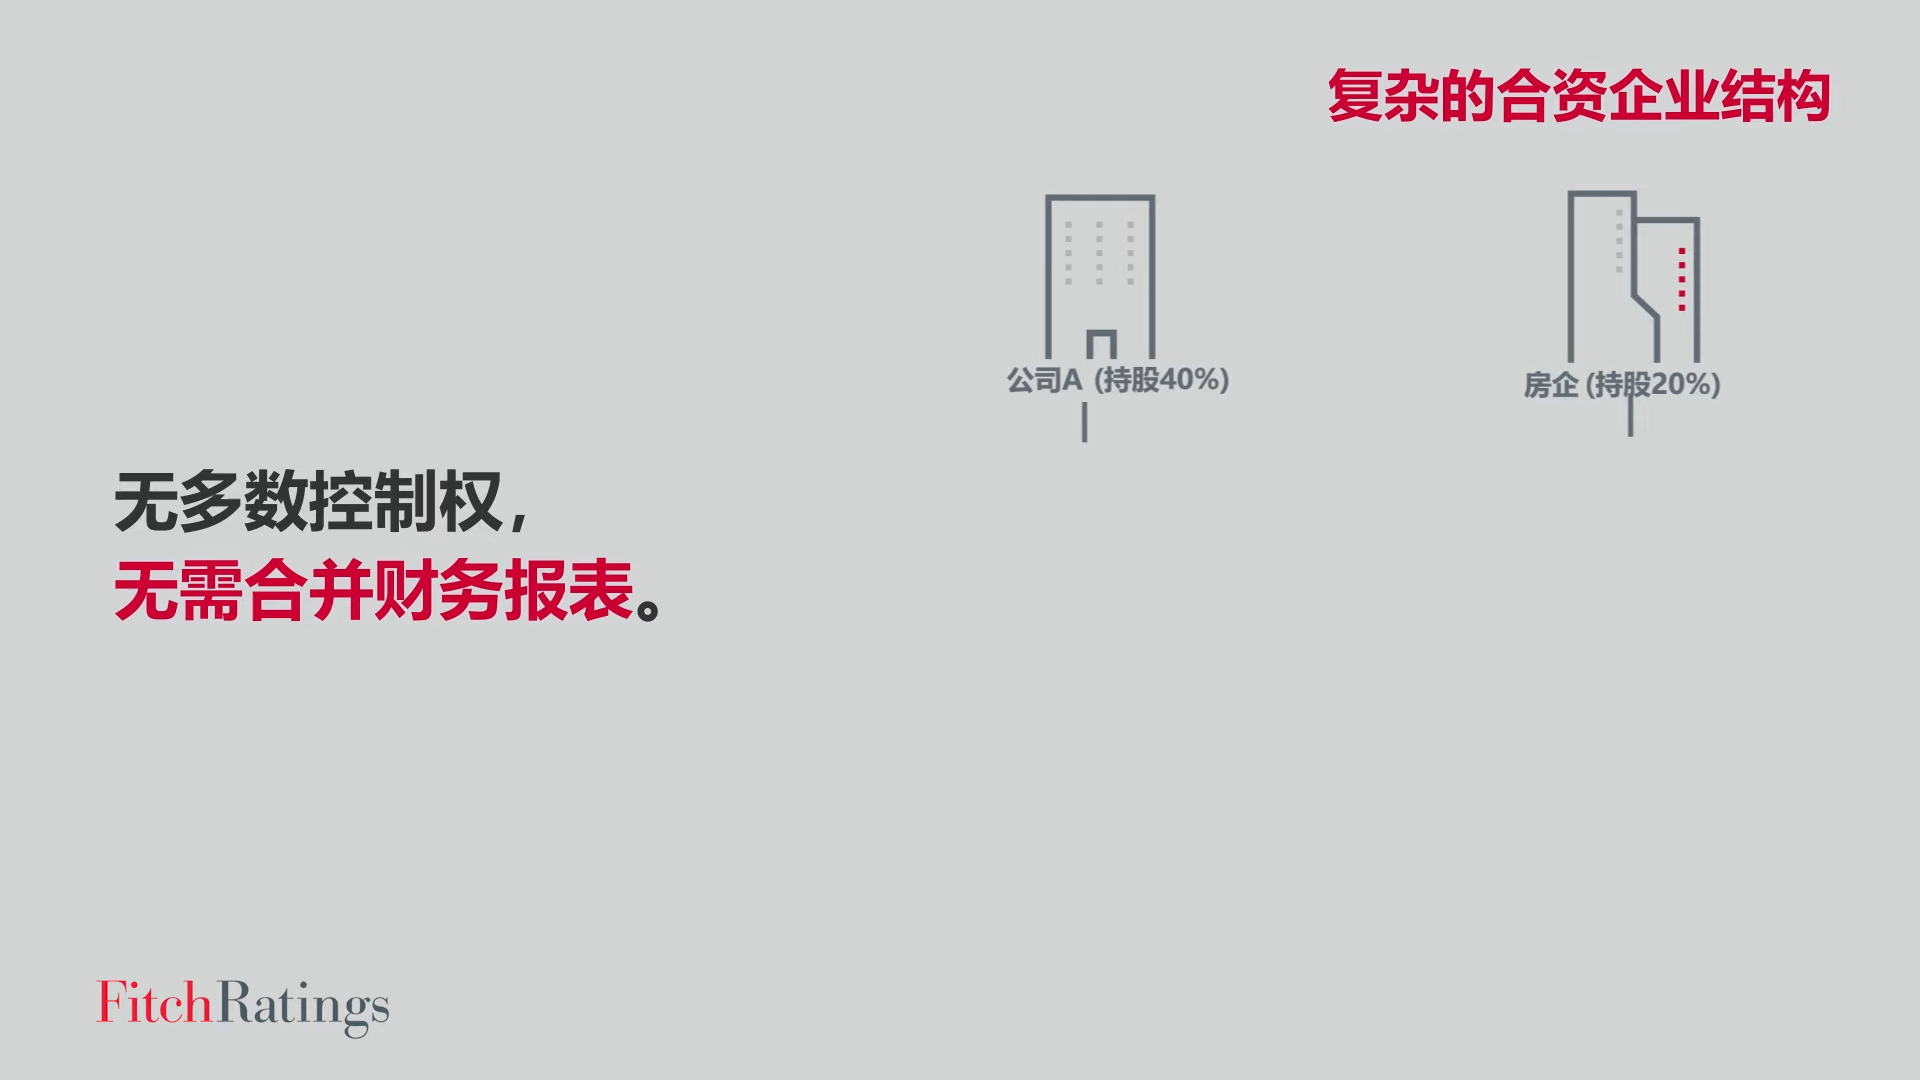 复杂的合资企业结构
公司A (持股40%)
房企 (持股20%)
无多数控制权，
无需合并财务报表。
FitchRatings